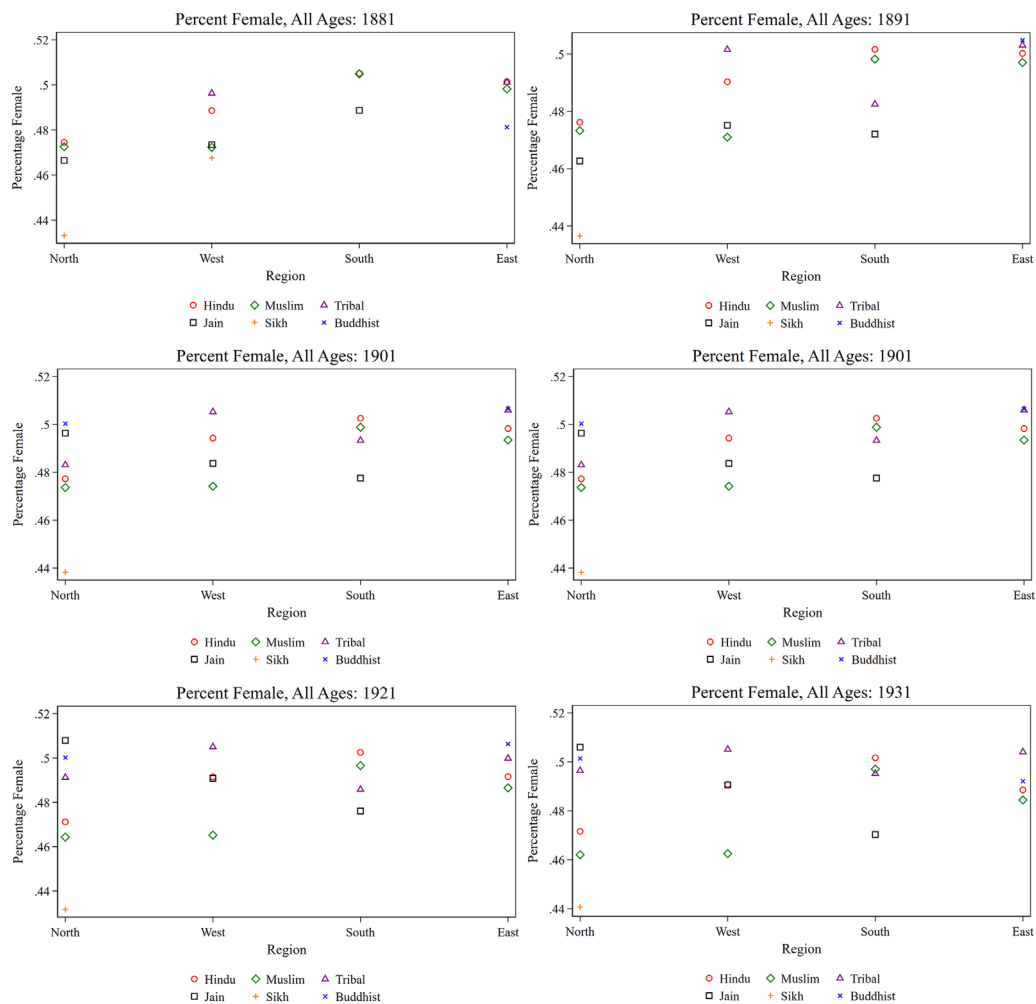 Percent Female, All Ages: 1881
.52
.5
.48
.46
.44
Percentage Female
North West South East
Region
Hindu Muslim Tribal
Jain Sikh Buddhist
Percent Female, All Ages: 1891
.5
.48
.46
.44
Percentage Female
North West South East
Region
Hindu Muslim Tribal
Jain Sikh Buddhist
Percent Female, All Ages: 1901
.52
.5
.48
.46
.44
Percentage Female
North West South East
Region
Hindu Muslim Tribal
Jain Sikh Buddhist
Percent Female, All Ages: 1901
.52
.5
.48
.46
.44
Percentage Female
North West South East
Region
Hindu Muslim Tribal
Jain Sikh Buddhist
Percent Female, All Ages: 1921
.52
.5
.48
.46
.44
Percentage Female
North West South East
Region
Hindu Muslim Tribal
Jain Sikh Buddhist
Percent Female, All Ages: 1931
.52
.5
.48
.46
.44
Percentage Female
North West South East
Region
Hindu Muslim Tribal
Jain Sikh Buddhist